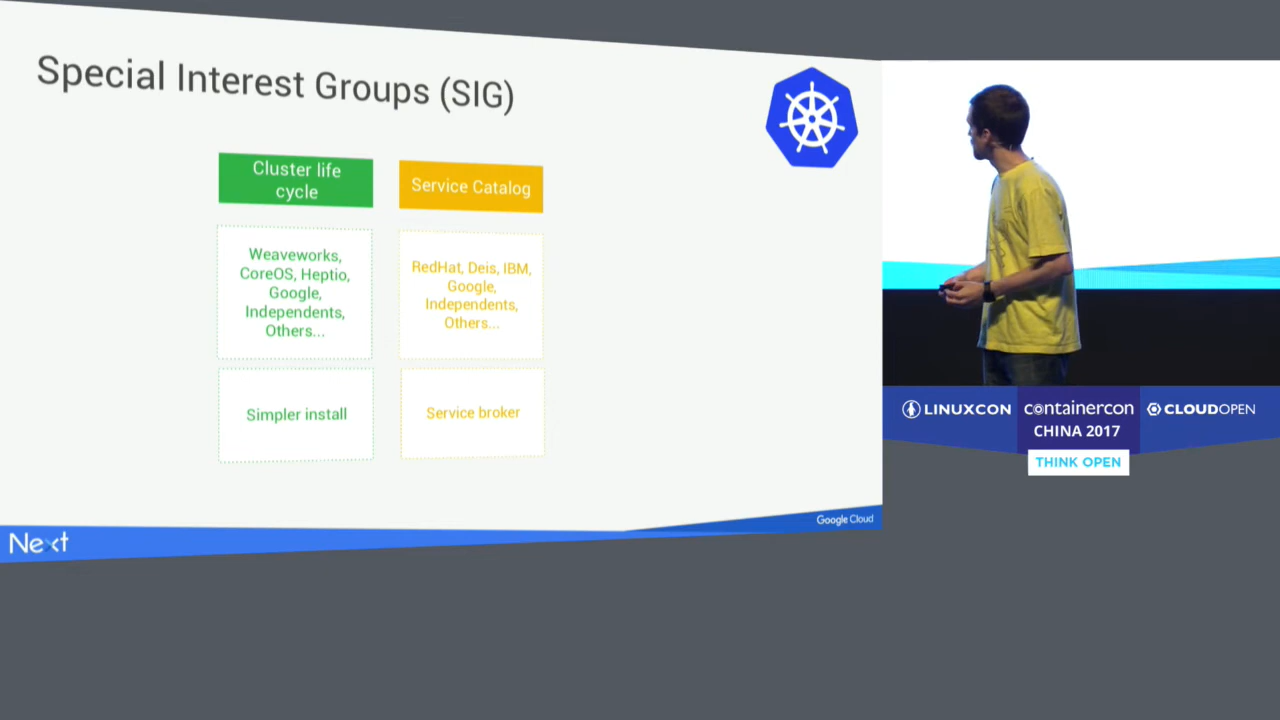 Special Interest Groups (SIG)
Cluster life
cycle
Service Catalog
Weaveworks,
CoreOS, Heptio,
Google,
Independents,
Others...
RedHat, Deis, IBM,
Google,
Independents,
Others...
Simpler install
Service broker
Next
Google Cloud
LINUXCON
containercon
CLOUDOPEN
CHINA 2017
THINK OPEN